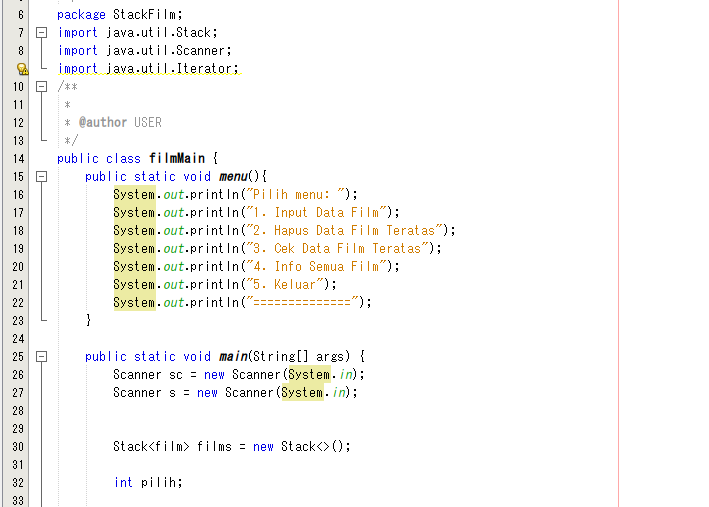 6 package StackFilm;
7 import java.util.Stack;
8 import java.util.Scanner;
import java.util.Iterator;
10 /**
11 *
12 * @author USER
13 */
14 public class filmMain {
15 public static void menu(){
16 System.out.println("Pilih menu: ");
17 System.out.println("1. Input Data Film");
18 System.out.println("2. Hapus Data Film Teratas");
19 System.out.println("3. Cek Data Film Teratas");
20 System.out.println("4. Info Semua Film");
21 System.out.println("5. Keluar");
22 System.out.println("==============");
23 }
24
25 public static void main(String[] args) {
26 Scanner sc = new Scanner(System.in);
27 Scanner s = new Scanner(System.in);
28
29
30 Stack<film> films = new Stack<>();
31
32 int pilih;
33